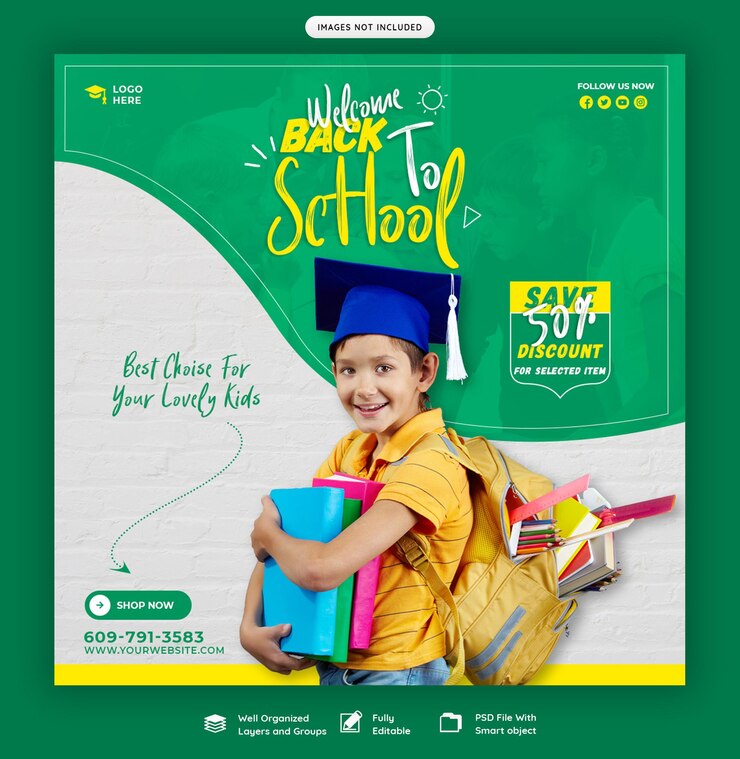 IMAGES NOT INCLUDED
LOGO
HERE
FOLLOW US NOW
Welcome
BACK To
ScHool
SAVE
50%
DISCOUNT
FOR SELECTED ITEM
Best Choise For
Your Lovely Kids
SHOP NOW
609-791-3583
WWW.YOURWEBSITE.COM
Well Organized
Layers and Groups
Fully
Editable
PSD File With
Smart object